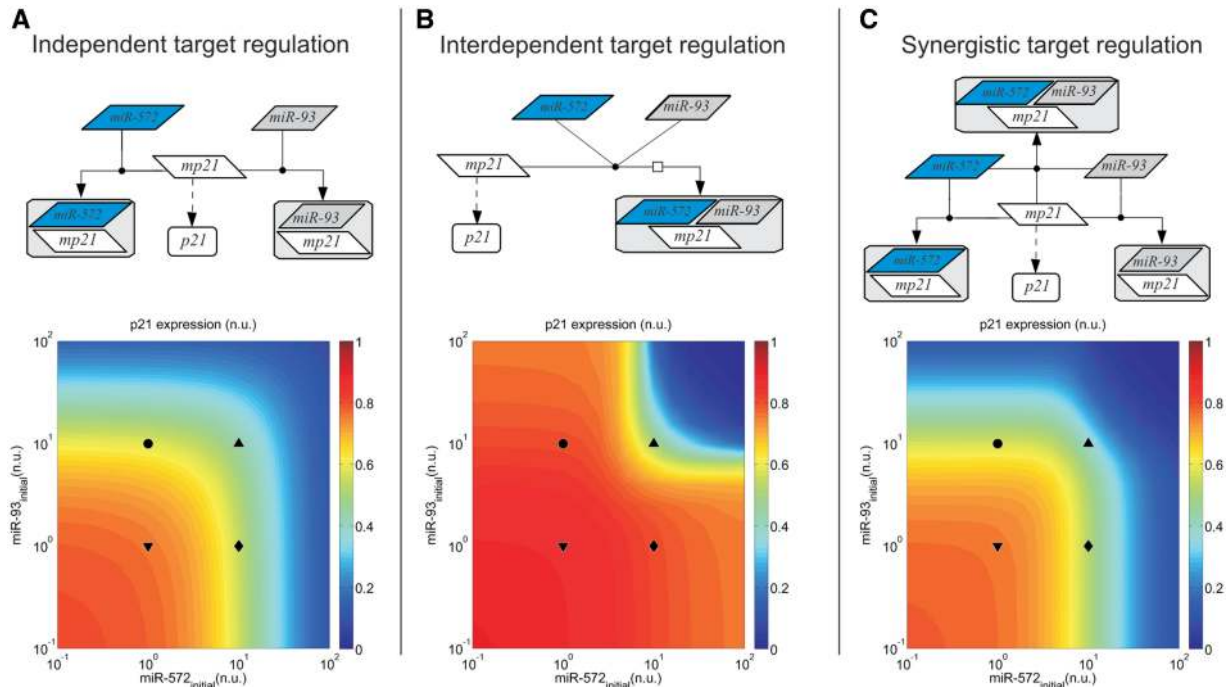 A
Independent target regulation
miR-572
miR-93
mp21
miR-572
mp21
p21
miR-93
mp21
p21 expression (n.u.)
10^2
10^1
10^0
10^-1
miR-93initial(n.u.)
10^-1
10^0
10^1
10^2
miR-572initial(n.u.)
1
0.8
0.6
0.4
0.2
0
B
Interdependent target regulation
miR-572
miR-93
mp21
miR-572
miR-93
mp21
p21
p21 expression (n.u.)
10^2
10^1
10^0
10^-1
miR-93initial(n.u.)
10^-1
10^0
10^1
10^2
miR-572initial(n.u.)
1
0.8
0.6
0.4
0.2
0
C
Synergistic target regulation
miR-572
miR-93
mp21
miR-572
miR-93
mp21
miR-572
mp21
p21
miR-93
mp21
p21 expression (n.u.)
10^2
10^1
10^0
10^-1
miR-93initial(n.u.)
10^-1
10^0
10^1
10^2
miR-572initial(n.u.)
1
0.8
0.6
0.4
0.2
0